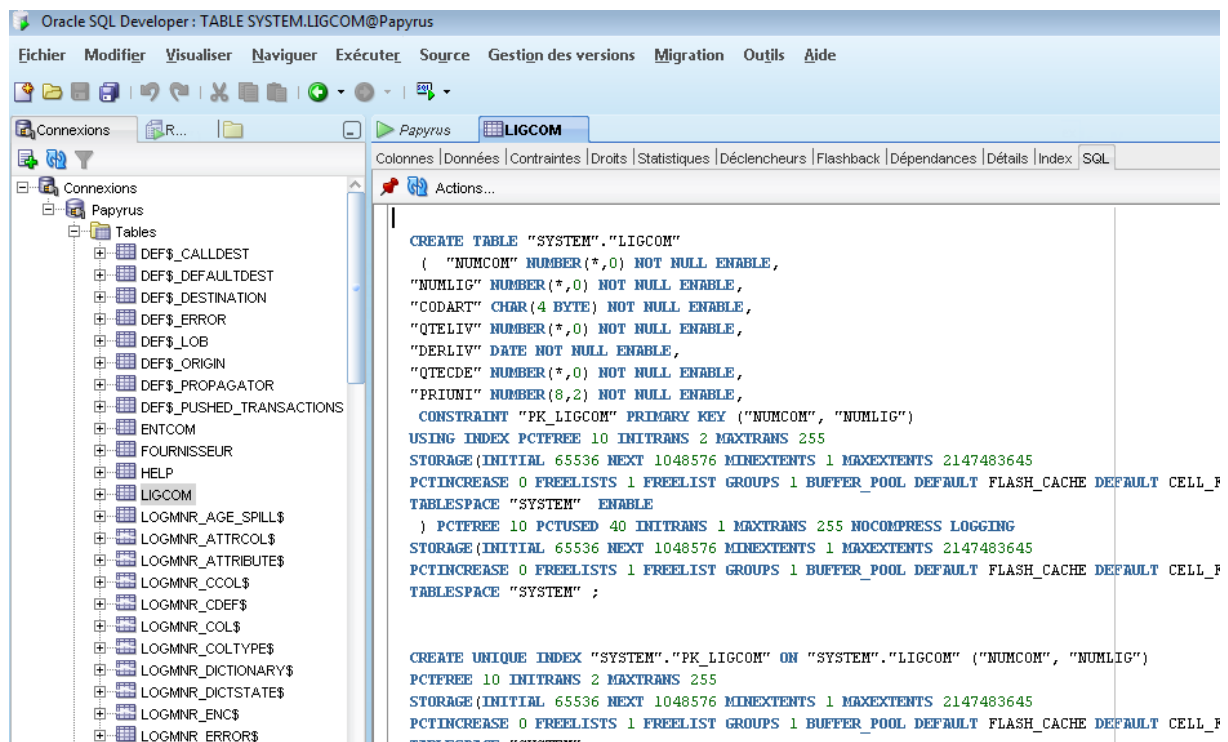 Oracle SQL Developer : TABLE SYSTEM.LIGCOM@Papyrus
Fichier Modifier Visualiser Naviguer Exécuter Source Gestion des versions Migration Outils Aide
Connexions R...
Papyrus LIGCOM
Colonnes Données Contraintes Droits Statistiques Déclencheurs Flashback Dépendances Détails Index SQL
Actions...
Connexions
Papyrus
Tables
DEF$_CALLDEST
DEF$_DEFAULTDEST
DEF$_DESTINATION
DEF$_ERROR
DEF$_LOB
DEF$_ORIGIN
DEF$_PROPAGATOR
DEF$_PUSHED_TRANSACTIONS
ENTCOM
FOURNISSEUR
HELP
LIGCOM
LOGMNR_AGE_SPILL$
LOGMNR_ATTRCOL$
LOGMNR_ATTRIBUTE$
LOGMNR_CCOL$
LOGMNR_CDEF$
LOGMNR_COL$
LOGMNR_COLTYPE$
LOGMNR_DICTIONARY$
LOGMNR_DICTSTATE$
LOGMNR_ENC$
LOGMNR_ERROR$
CREATE TABLE "SYSTEM"."LIGCOM"
( "NUMCOM" NUMBER(*,0) NOT NULL ENABLE,
"NUMLIG" NUMBER(*,0) NOT NULL ENABLE,
"CODART" CHAR(4 BYTE) NOT NULL ENABLE,
"QTELIV" NUMBER(*,0) NOT NULL ENABLE,
"DERLIV" DATE NOT NULL ENABLE,
"QTECDE" NUMBER(*,0) NOT NULL ENABLE,
"PRIUNI" NUMBER(8,2) NOT NULL ENABLE,
CONSTRAINT "PK_LIGCOM" PRIMARY KEY ("NUMCOM", "NUMLIG")
USING INDEX PCTFREE 10 INITRANS 2 MAXTRANS 255
STORAGE(INITIAL 65536 NEXT 1048576 MINEXTENTS 1 MAXEXTENTS 2147483645
PCTINCREASE 0 FREELISTS 1 FREELIST GROUPS 1 BUFFER_POOL DEFAULT FLASH_CACHE DEFAULT CELL_F
TABLESPACE "SYSTEM" ENABLE
) PCTFREE 10 PCTUSED 40 INITRANS 1 MAXTRANS 255 NOCOMPRESS LOGGING
STORAGE(INITIAL 65536 NEXT 1048576 MINEXTENTS 1 MAXEXTENTS 2147483645
PCTINCREASE 0 FREELISTS 1 FREELIST GROUPS 1 BUFFER_POOL DEFAULT FLASH_CACHE DEFAULT CELL_F
TABLESPACE "SYSTEM" ;
CREATE UNIQUE INDEX "SYSTEM"."PK_LIGCOM" ON "SYSTEM"."LIGCOM" ("NUMCOM", "NUMLIG")
PCTFREE 10 INITRANS 2 MAXTRANS 255
STORAGE(INITIAL 65536 NEXT 1048576 MINEXTENTS 1 MAXEXTENTS 2147483645
PCTINCREASE 0 FREELISTS 1 FREELIST GROUPS 1 BUFFER_POOL DEFAULT FLASH_CACHE DEFAULT CELL_F